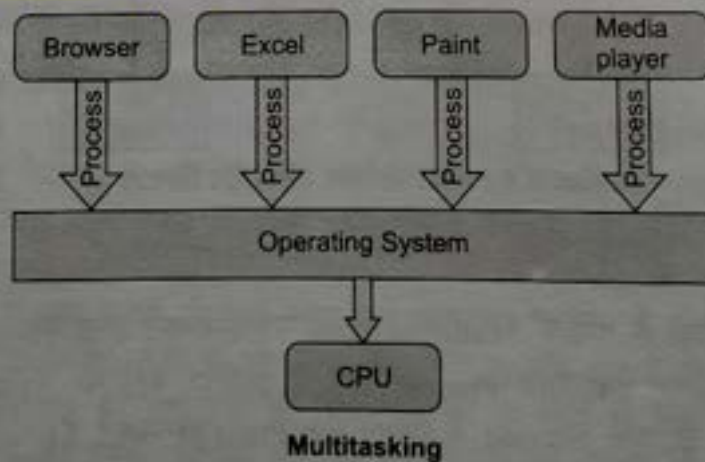 Browser
Excel
Paint
Media
player
Process
Process
Process
Process
Operating System
CPU
Multitasking